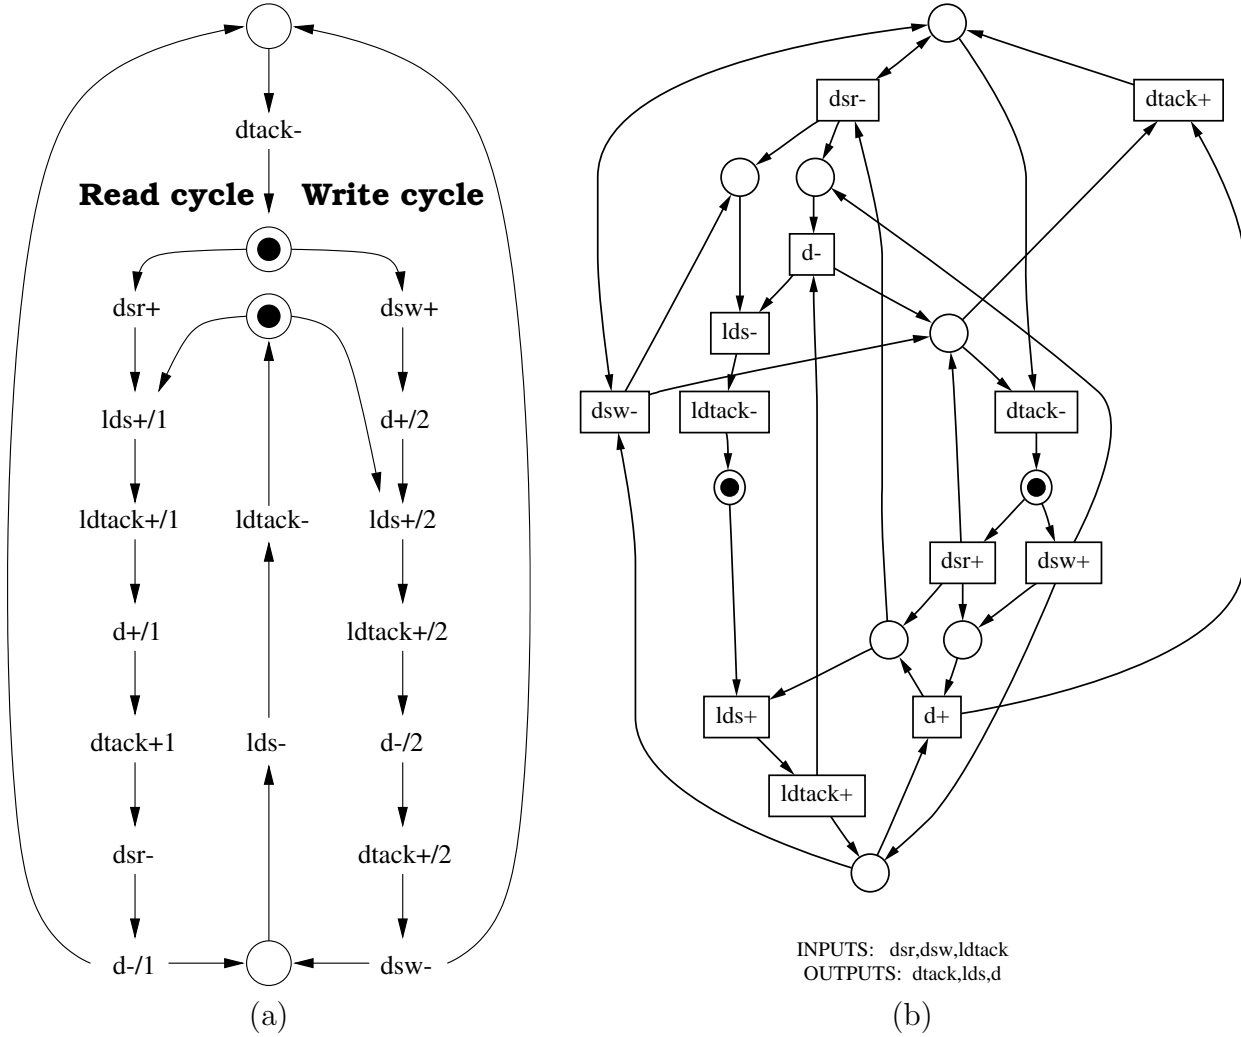 dtack-
Read cycle
Write cycle
dsr+
dsw+
lds+/1
d+/2
ldtack+/1
ldtack-
lds+/2
d+/1
ldtack+/2
dtack+1
lds-
d-/2
dsr-
dtack+/2
d-/1
dsw-
(a)
dsr-
dtack+
d-
lds-
dsw-
ldtack-
dtack-
dsr+
dsw+
lds+
d+
ldtack+
INPUTS: dsr,dsw,ldtack
OUTPUTS: dtack,lds,d
(b)